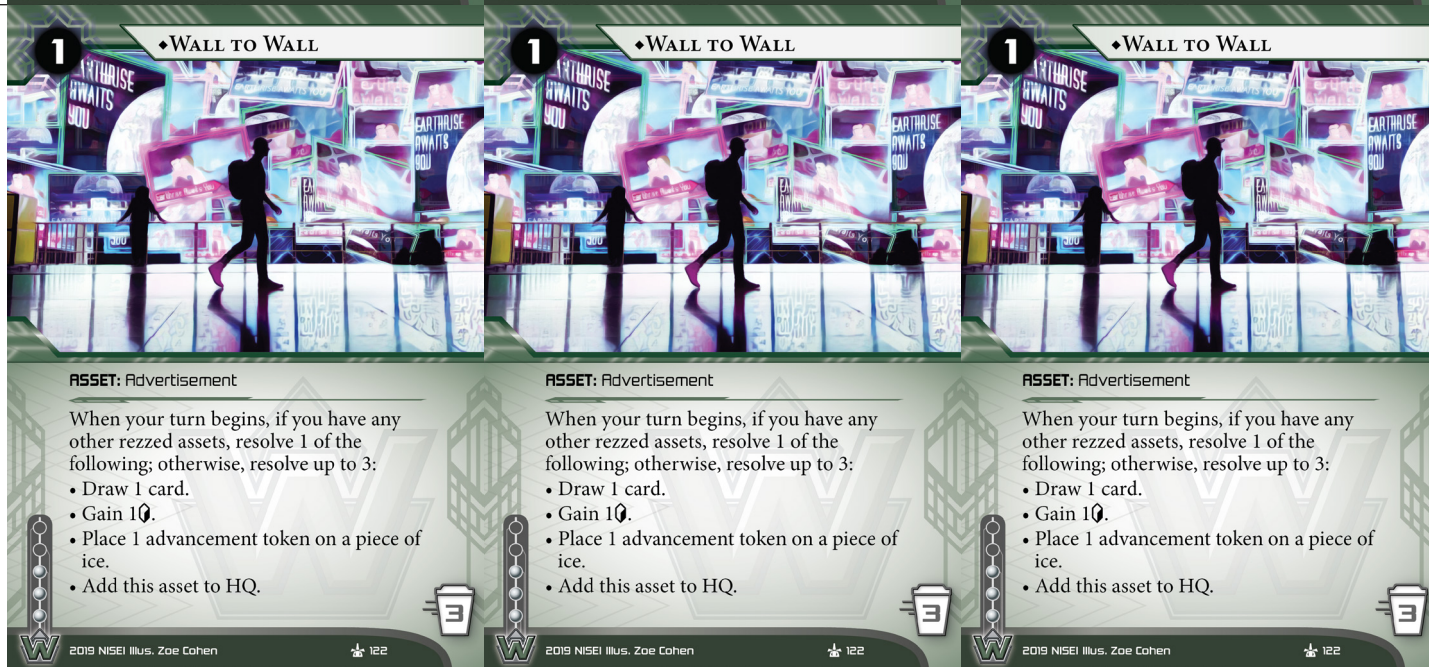 1
◆Wall to Wall
EARTHRISE
AWAITS
YOU
EARTHRISE
AWAITS
YOU
ASSET: Advertisement
When your turn begins, if you have any
other rezzed assets, resolve 1 of the
following; otherwise, resolve up to 3:
• Draw 1 card.
• Gain 1.
• Place 1 advancement token on a piece of
ice.
• Add this asset to HQ.
3
2019 NISEI Illus. Zoe Cohen
122
1
◆Wall to Wall
EARTHRISE
AWAITS
YOU
EARTHRISE
AWAITS
YOU
ASSET: Advertisement
When your turn begins, if you have any
other rezzed assets, resolve 1 of the
following; otherwise, resolve up to 3:
• Draw 1 card.
• Gain 1.
• Place 1 advancement token on a piece of
ice.
• Add this asset to HQ.
3
2019 NISEI Illus. Zoe Cohen
122
1
◆Wall to Wall
EARTHRISE
AWAITS
YOU
EARTHRISE
AWAITS
YOU
ASSET: Advertisement
When your turn begins, if you have any
other rezzed assets, resolve 1 of the
following; otherwise, resolve up to 3:
• Draw 1 card.
• Gain 1.
• Place 1 advancement token on a piece of
ice.
• Add this asset to HQ.
3
2019 NISEI Illus. Zoe Cohen
122